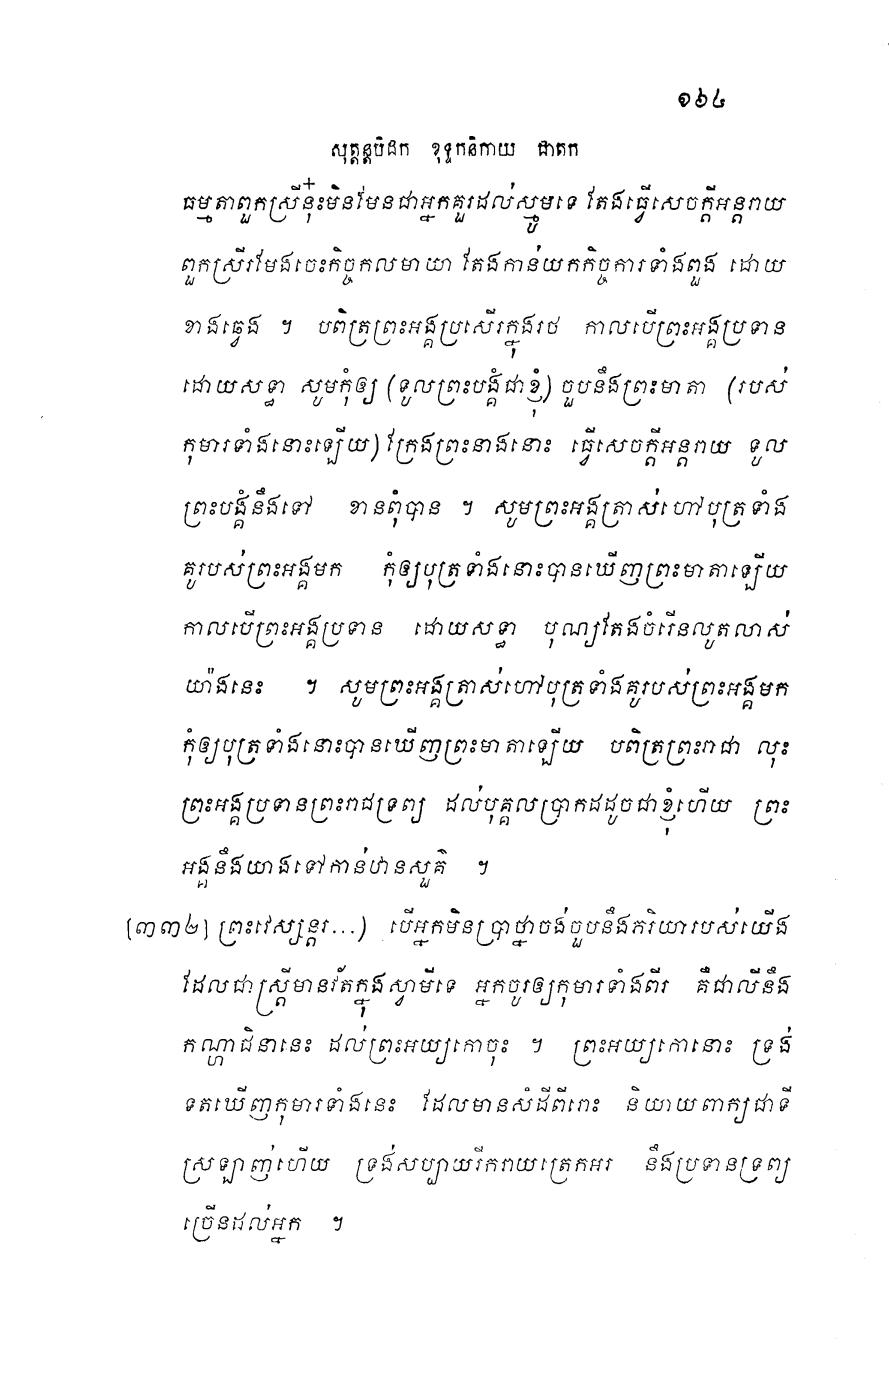 ១៦៤
សុត្តន្តបិដក ខុទ្ទកនិកាយ ជាតក
ធម្មតាពួកស្រីនុ៎ះមិនមែនជាអ្នកគួរដល់ស្មូមទេ តែងធ្វើសេចក្តីអន្តរាយ
ពួកស្រីរមែងចេះកិច្ចកលមាយា តែងកាន់យកកិច្ចការទាំងពួង ដោយ
ខាងធ្វេង ។ បពិត្រព្រះអង្គប្រសើរក្នុងរថ កាលបើព្រះអង្គប្រទាន
ដោយសទ្ធា សូមកុំឲ្យ (ទូលព្រះបង្គំជាខ្ញុំ) ចួបនឹងព្រះមាតា (របស់
កុមារទាំងនោះឡើយ) ក្រែងព្រះនាងនោះ ធ្វើសេចក្តីអន្តរាយ ទូល
ព្រះបង្គំនឹងទៅ ខានពុំបាន ។ សូមព្រះអង្គត្រាស់ហៅបុត្រទាំង
គូរបស់ព្រះអង្គមក កុំឲ្យបុត្រទាំងនោះបានឃើញព្រះមាតាឡើយ
កាលបើព្រះអង្គប្រទាន ដោយសទ្ធា បុណ្យតែងចំរើនលូតលាស់
យ៉ាងនេះ ។ សូមព្រះអង្គត្រាស់ហៅបុត្រទាំងគូរបស់ព្រះអង្គមក
កុំឲ្យបុត្រទាំងនោះបានឃើញព្រះមាតាឡើយ បពិត្រព្រះរាជា លុះ
ព្រះអង្គប្រទានព្រះរាជទ្រព្យ ដល់បុគ្គលប្រាកដដូចជាខ្ញុំហើយ ព្រះ
អង្គនឹងយាងទៅកាន់ឋានសួគ៌ ។
[៣៣២] (ព្រះវេស្សន្តរ...) បើអ្នកមិនប្រាថ្នាចង់ចួបនឹងភរិយារបស់យើង
ដែលជាស្ត្រីមានវ័តក្នុងស្វាមីទេ អ្នកចូរឲ្យកុមារទាំងពីរ គឺជាលីនឹង
កណ្ហាជិនានេះ ដល់ព្រះអយ្យកោចុះ ។ ព្រះអយ្យកោនោះ ទ្រង់
ទតឃើញកុមារទាំងនេះ ដែលមានសំដីពីរោះ និយាយពាក្យជាទី
ស្រឡាញ់ហើយ ទ្រង់សប្បាយរីករាយត្រេកអរ នឹងប្រទានទ្រព្យ
ច្រើនដល់អ្នក ។